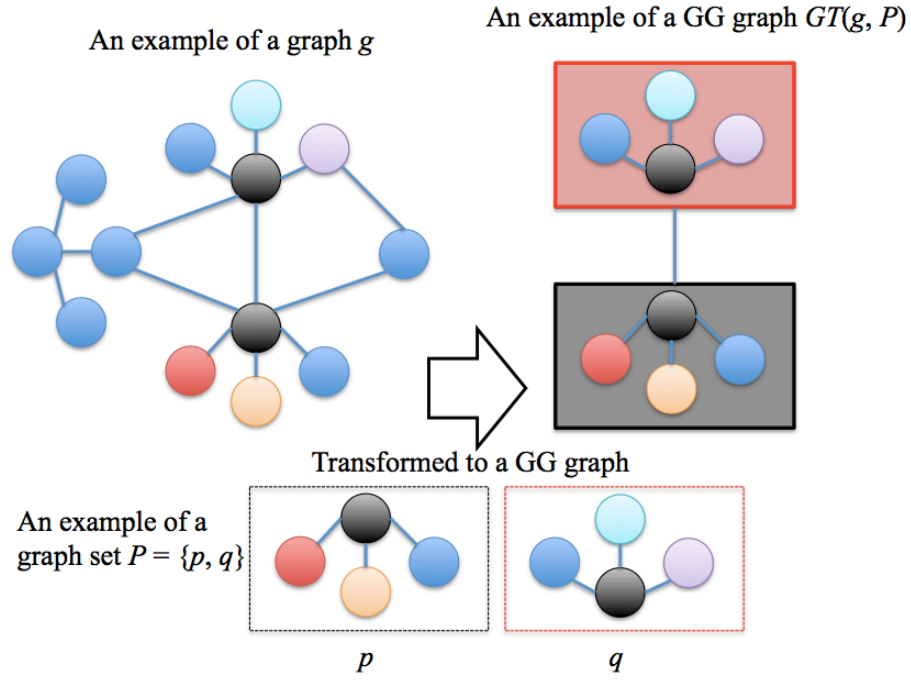 An example of a graph g
An example of a GG graph GT(g, P)
Transformed to a GG graph
An example of a
graph set P = {p, q}
p
q